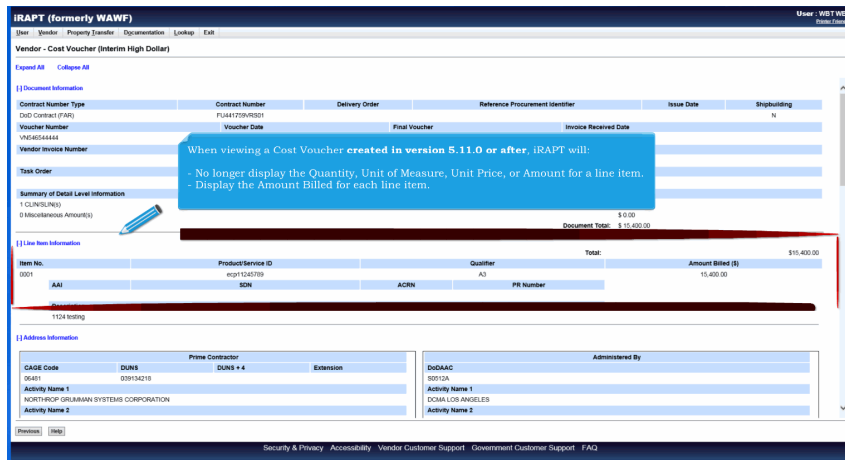 iRAPT (formerly WAWF)
User : WBTWE
Printer Frien
User Vendor Property Transfer Documentation Lookup Exit
Vendor - Cost Voucher (Interim High Dollar)
Expand All Collapse All
[-] Document Information
Contract Number Type Contract Number Delivery Order Reference Procurement Identifier Issue Date Shipbuilding
DoD Contract (FAR) FU441759VRS01 N
Voucher Number Voucher Date Final Voucher Invoice Received Date
VN546544444
Vendor Invoice Number
When viewing a Cost Voucher created in version 5.11.0 or after, iRAPT will:
- No longer display the Quantity, Unit of Measure, Unit Price, or Amount for a line item.
- Display the Amount Billed for each line item.
Task Order
Summary of Detail Level Information
1 CLIN/SLIN(s)
0 Miscellaneous Amount(s) $ 0.00
Document Total: $ 15,400.00
[-] Line Item Information
Total: $15,400.00
Item No. Product/Service ID Qualifier Amount Billed ($)
0001 ecp11245789 A3 15,400.00
AAI SDN ACRN PR Number
1124 testing
[-] Address Information
Prime Contractor Administered By
CAGE Code DUNS DUNS + 4 Extension DoDAAC
06481 039134218 S0512A
Activity Name 1 Activity Name 1
NORTHROP GRUMMAN SYSTEMS CORPORATION DCMA LOS ANGELES
Activity Name 2 Activity Name 2
Previous Help
Security & Privacy Accessibility Vendor Customer Support Government Customer Support FAQ